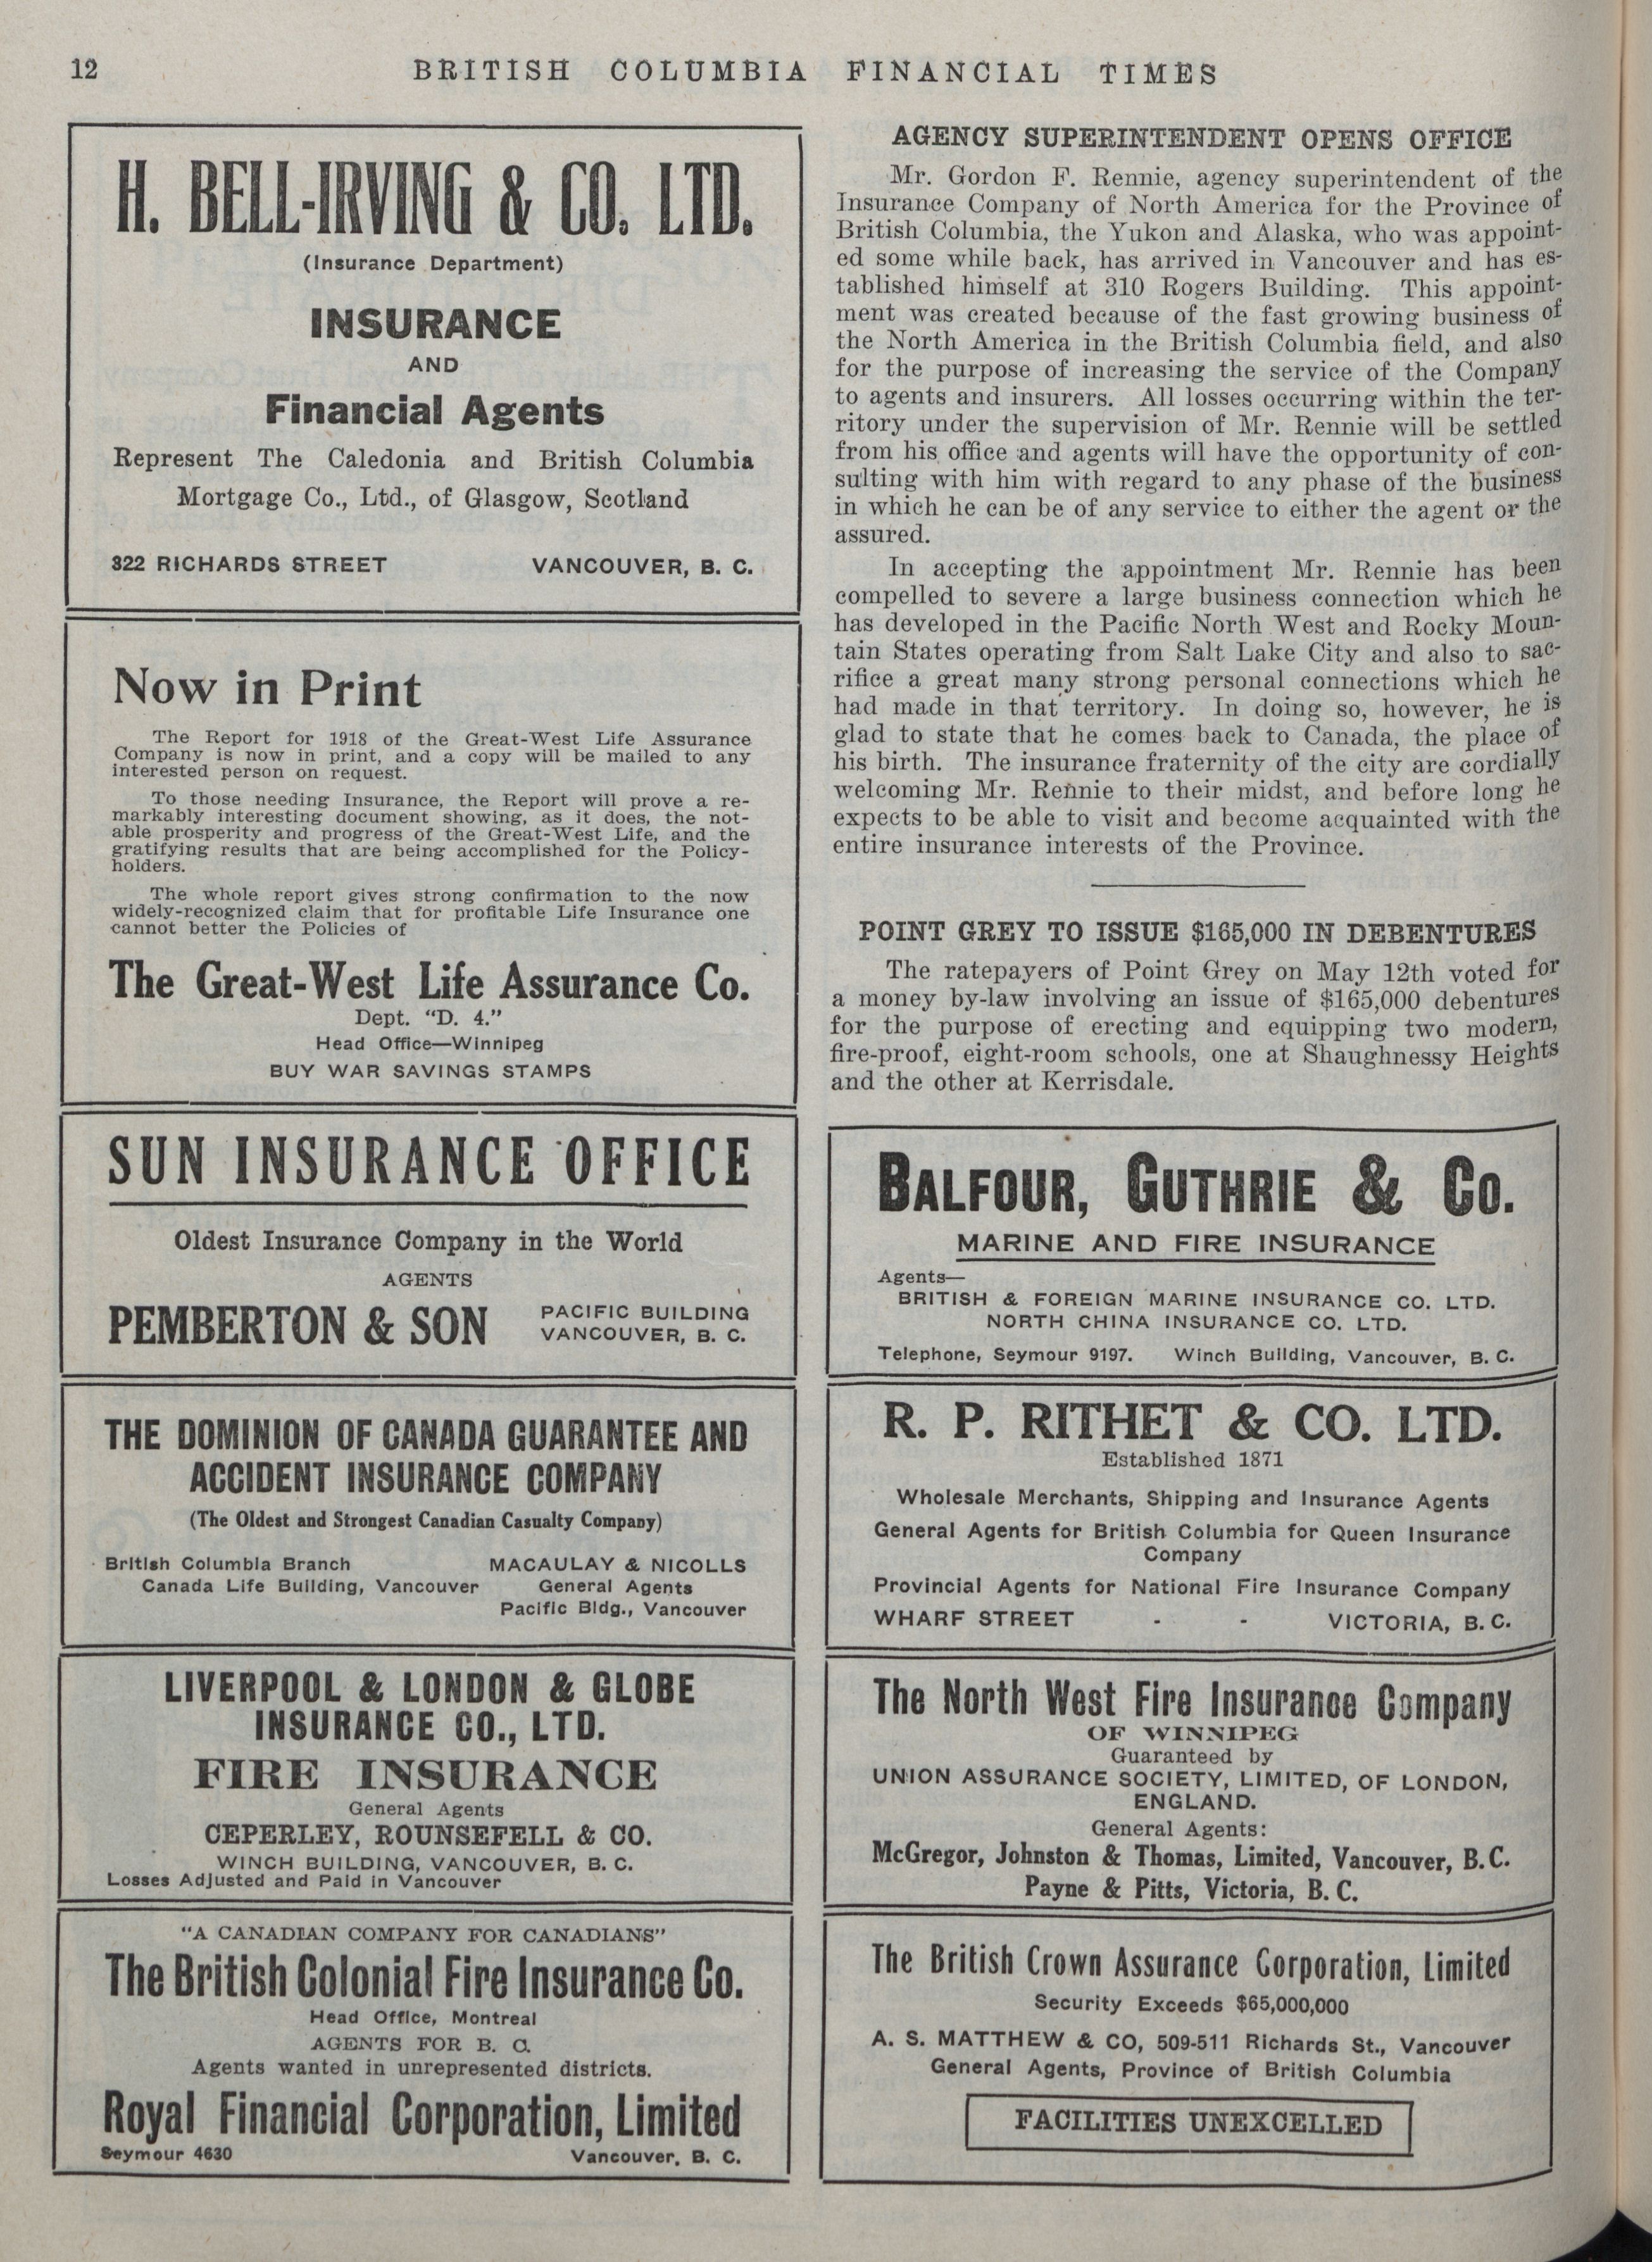 12
BRITISH COLUMBIA FINANCIAL TIMES
H. BELL-IRVING & CO. LTD.
(Insurance Department)
INSURANCE
AND
Financial Agents
Represent The Caledonia and British Columbia
Mortgage Co., Ltd., of Glasgow, Scotland
322 RICHARDS STREET VANCOUVER, B. C.
Now in Print
The Report for 1918 of the Great-West Life Assurance
Company is now in print, and a copy will be mailed to any
interested person on request.
To those needing Insurance, the Report will prove a re-
markably interesting document showing, as it does, the not-
able prosperity and progress of the Great-West Life, and the
gratifying results that are being accomplished for the Policy-
holders.
The whole report gives strong confirmation to the now
widely-recognized claim that for profitable Life Insurance one
cannot better the Policies of
The Great-West Life Assurance Co.
Dept. "D. 4."
Head Office—Winnipeg
BUY WAR SAVINGS STAMPS
SUN INSURANCE OFFICE
Oldest Insurance Company in the World
AGENTS
PEMBERTON & SON
PACIFIC BUILDING
VANCOUVER, B. C.
THE DOMINION OF CANADA GUARANTEE AND
ACCIDENT INSURANCE COMPANY
(The Oldest and Strongest Canadian Casualty Company)
British Columbia Branch
Canada Life Building, Vancouver
MACAULAY & NICOLLS
General Agents
Pacific Bldg., Vancouver
LIVERPOOL & LONDON & GLOBE
INSURANCE CO., LTD.
FIRE INSURANCE
General Agents
CEPERLEY, ROUNSEFELL & CO.
WINCH BUILDING, VANCOUVER, B. C.
Losses Adjusted and Paid in Vancouver
"A CANADIAN COMPANY FOR CANADIANS"
The British Colonial Fire Insurance Co.
Head Office, Montreal
AGENTS FOR B. C.
Agents wanted in unrepresented districts.
Royal Financial Corporation, Limited
Seymour 4630 Vancouver, B. C.
AGENCY SUPERINTENDENT OPENS OFFICE
Mr. Gordon F. Rennie, agency superintendent of the
Insurance Company of North America for the Province of
British Columbia, the Yukon and Alaska, who was appoint-
ed some while back, has arrived in Vancouver and has es-
tablished himself at 310 Rogers Building. This appoint-
ment was created because of the fast growing business of
the North America in the British Columbia field, and also
for the purpose of increasing the service of the Company
to agents and insurers. All losses occurring within the ter-
ritory under the supervision of Mr. Rennie will be settled
from his office and agents will have the opportunity of con-
sulting with him with regard to any phase of the business
in which he can be of any service to either the agent or the
assured.
In accepting the appointment Mr. Rennie has been
compelled to severe a large business connection which he
has developed in the Pacific North West and Rocky Moun-
tain States operating from Salt Lake City and also to sac-
rifice a great many strong personal connections which he
had made in that territory. In doing so, however, he is
glad to state that he comes back to Canada, the place of
his birth. The insurance fraternity of the city are cordially
welcoming Mr. Rennie to their midst, and before long he
expects to be able to visit and become acquainted with the
entire insurance interests of the Province.
POINT GREY TO ISSUE $165,000 IN DEBENTURES
The ratepayers of Point Grey on May 12th voted for
a money by-law involving an issue of $165,000 debentures
for the purpose of erecting and equipping two modern,
fire-proof, eight-room schools, one at Shaughnessy Heights
and the other at Kerrisdale.
BALFOUR, GUTHRIE & CO.
MARINE AND FIRE INSURANCE
Agents—
BRITISH & FOREIGN MARINE INSURANCE CO. LTD.
NORTH CHINA INSURANCE CO. LTD.
Telephone, Seymour 9197. Winch Building, Vancouver, B. C.
R. P. RITHET & CO. LTD.
Established 1871
Wholesale Merchants, Shipping and Insurance Agents
General Agents for British Columbia for Queen Insurance
Company
Provincial Agents for National Fire Insurance Company
WHARF STREET - - VICTORIA, B. C.
The North West Fire Insurance Company
OF WINNIPEG
Guaranteed by
UNION ASSURANCE SOCIETY, LIMITED, OF LONDON,
ENGLAND.
General Agents:
McGregor, Johnston & Thomas, Limited, Vancouver, B. C.
Payne & Pitts, Victoria, B. C.
The British Crown Assurance Corporation, Limited
Security Exceeds $65,000,000
A. S. MATTHEW & CO, 509-511 Richards St., Vancouver
General Agents, Province of British Columbia
FACILITIES UNEXCELLED